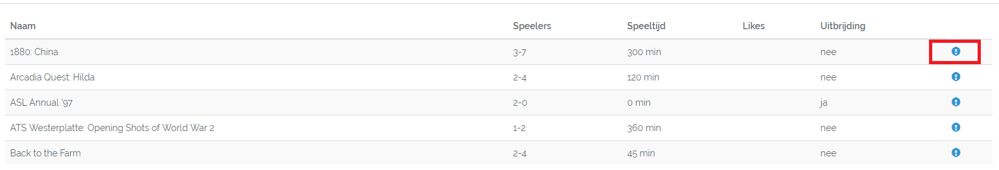 Naam Speelers Speeltijd Likes Uitbrijding
1880: China 3-7 300 min nee
Arcadia Quest: Hilda 2-4 120 min nee
ASL Annual '97 2-0 0 min ja
ATS Westerplatte: Opening Shots of World War 2 1-2 360 min nee
Back to the Farm 2-4 45 min nee